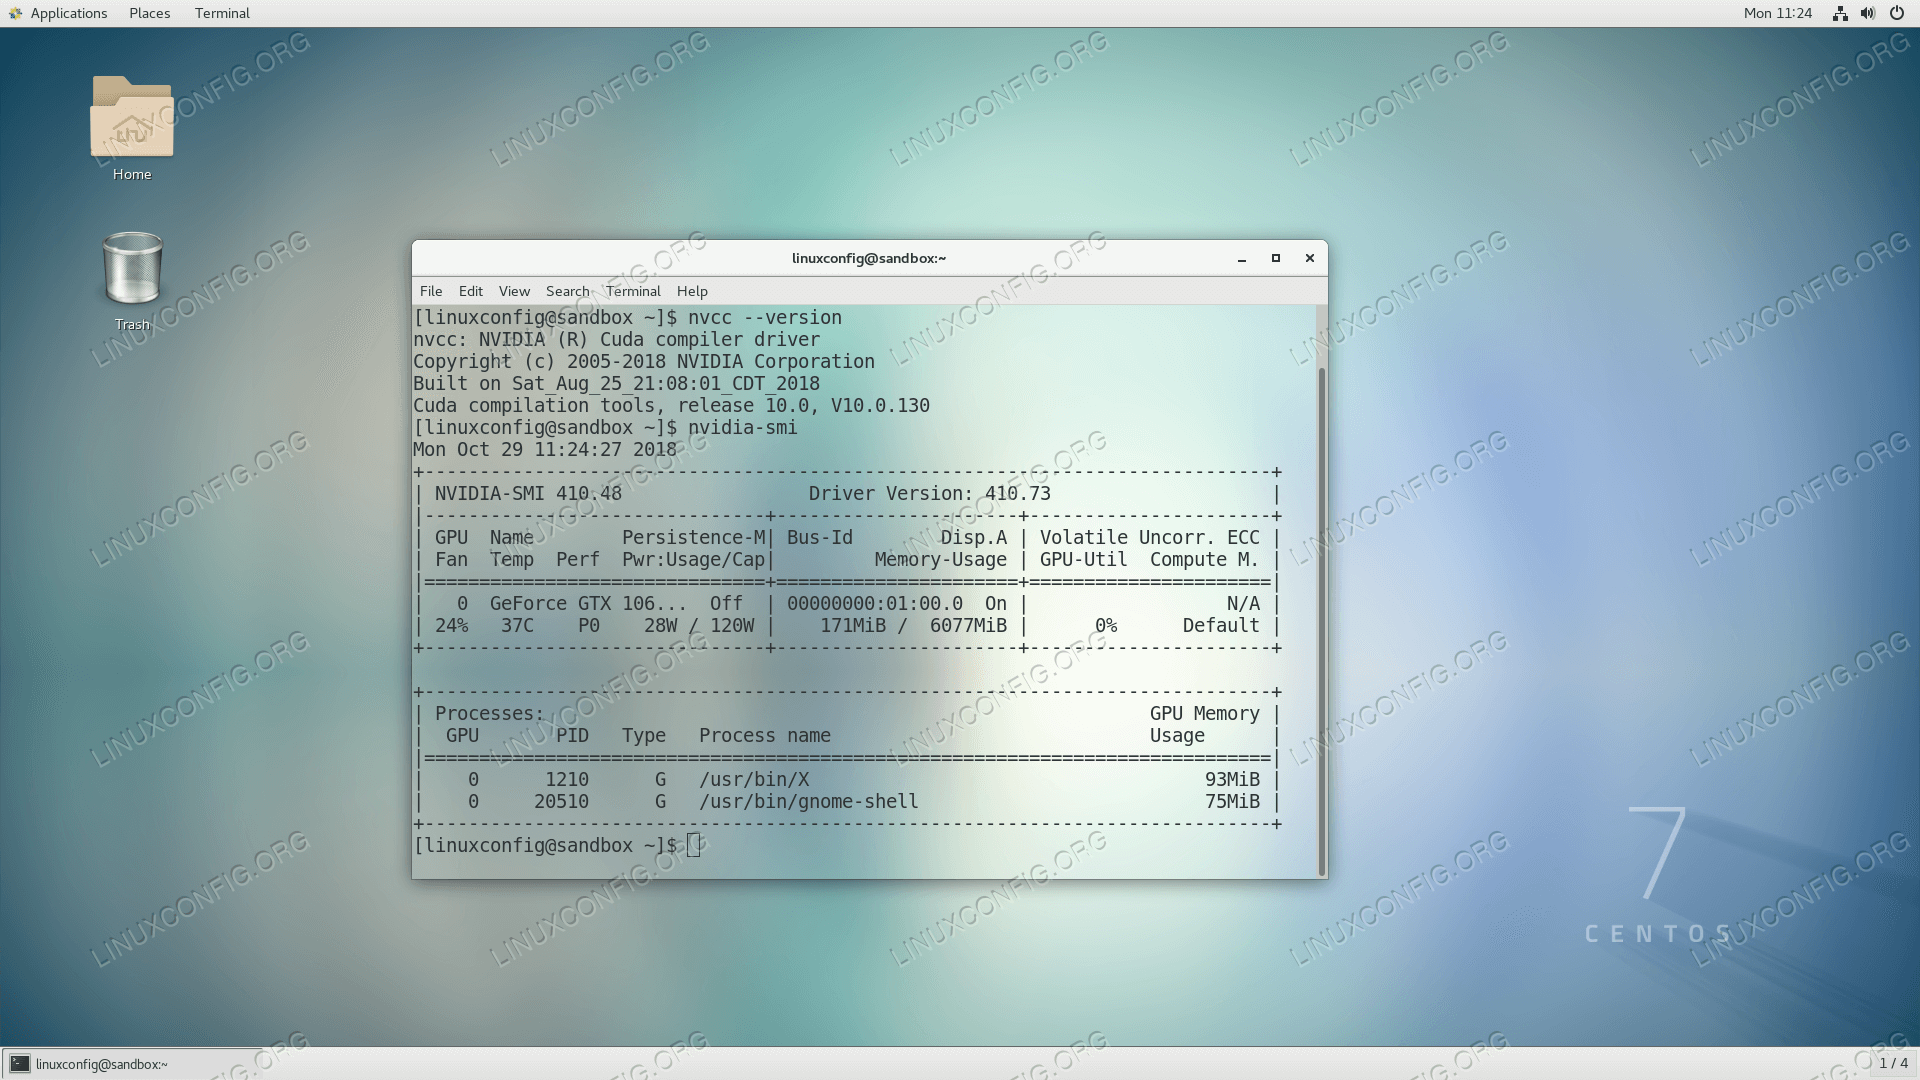 Applications Places Terminal Mon 11:24
Home
Trash
linuxconfig@sandbox:~
File Edit View Search Terminal Help
[linuxconfig@sandbox ~]$ nvcc --version
nvcc: NVIDIA (R) Cuda compiler driver
Copyright (c) 2005-2018 NVIDIA Corporation
Built on Sat_Aug_25_21:08:01_CDT_2018
Cuda compilation tools, release 10.0, V10.0.130
[linuxconfig@sandbox ~]$ nvidia-smi
Mon Oct 29 11:24:27 2018
+-----------------------------------------------------------------------------+
| NVIDIA-SMI 410.48                 Driver Version: 410.73                    |
|-------------------------------+----------------------+----------------------+
| GPU  Name        Persistence-M| Bus-Id        Disp.A | Volatile Uncorr. ECC |
| Fan  Temp  Perf  Pwr:Usage/Cap|         Memory-Usage | GPU-Util  Compute M. |
|===============================+======================+======================|
|   0  GeForce GTX 106...  Off  | 00000000:01:00.0  On |                  N/A |
| 24%   37C    P0    28W / 120W |    171MiB /  6077MiB |      0%      Default |
+-------------------------------+----------------------+----------------------+
+-----------------------------------------------------------------------------+
| Processes:                                                       GPU Memory |
|  GPU       PID   Type   Process name                             Usage      |
|=============================================================================|
|    0      1210      G   /usr/bin/X                                    93MiB |
|    0     20510      G   /usr/bin/gnome-shell                          75MiB |
+-----------------------------------------------------------------------------+
[linuxconfig@sandbox ~]$
7
CENTOS
linuxconfig@sandbox:~ 1 / 4
LINUXCONFIG.ORG